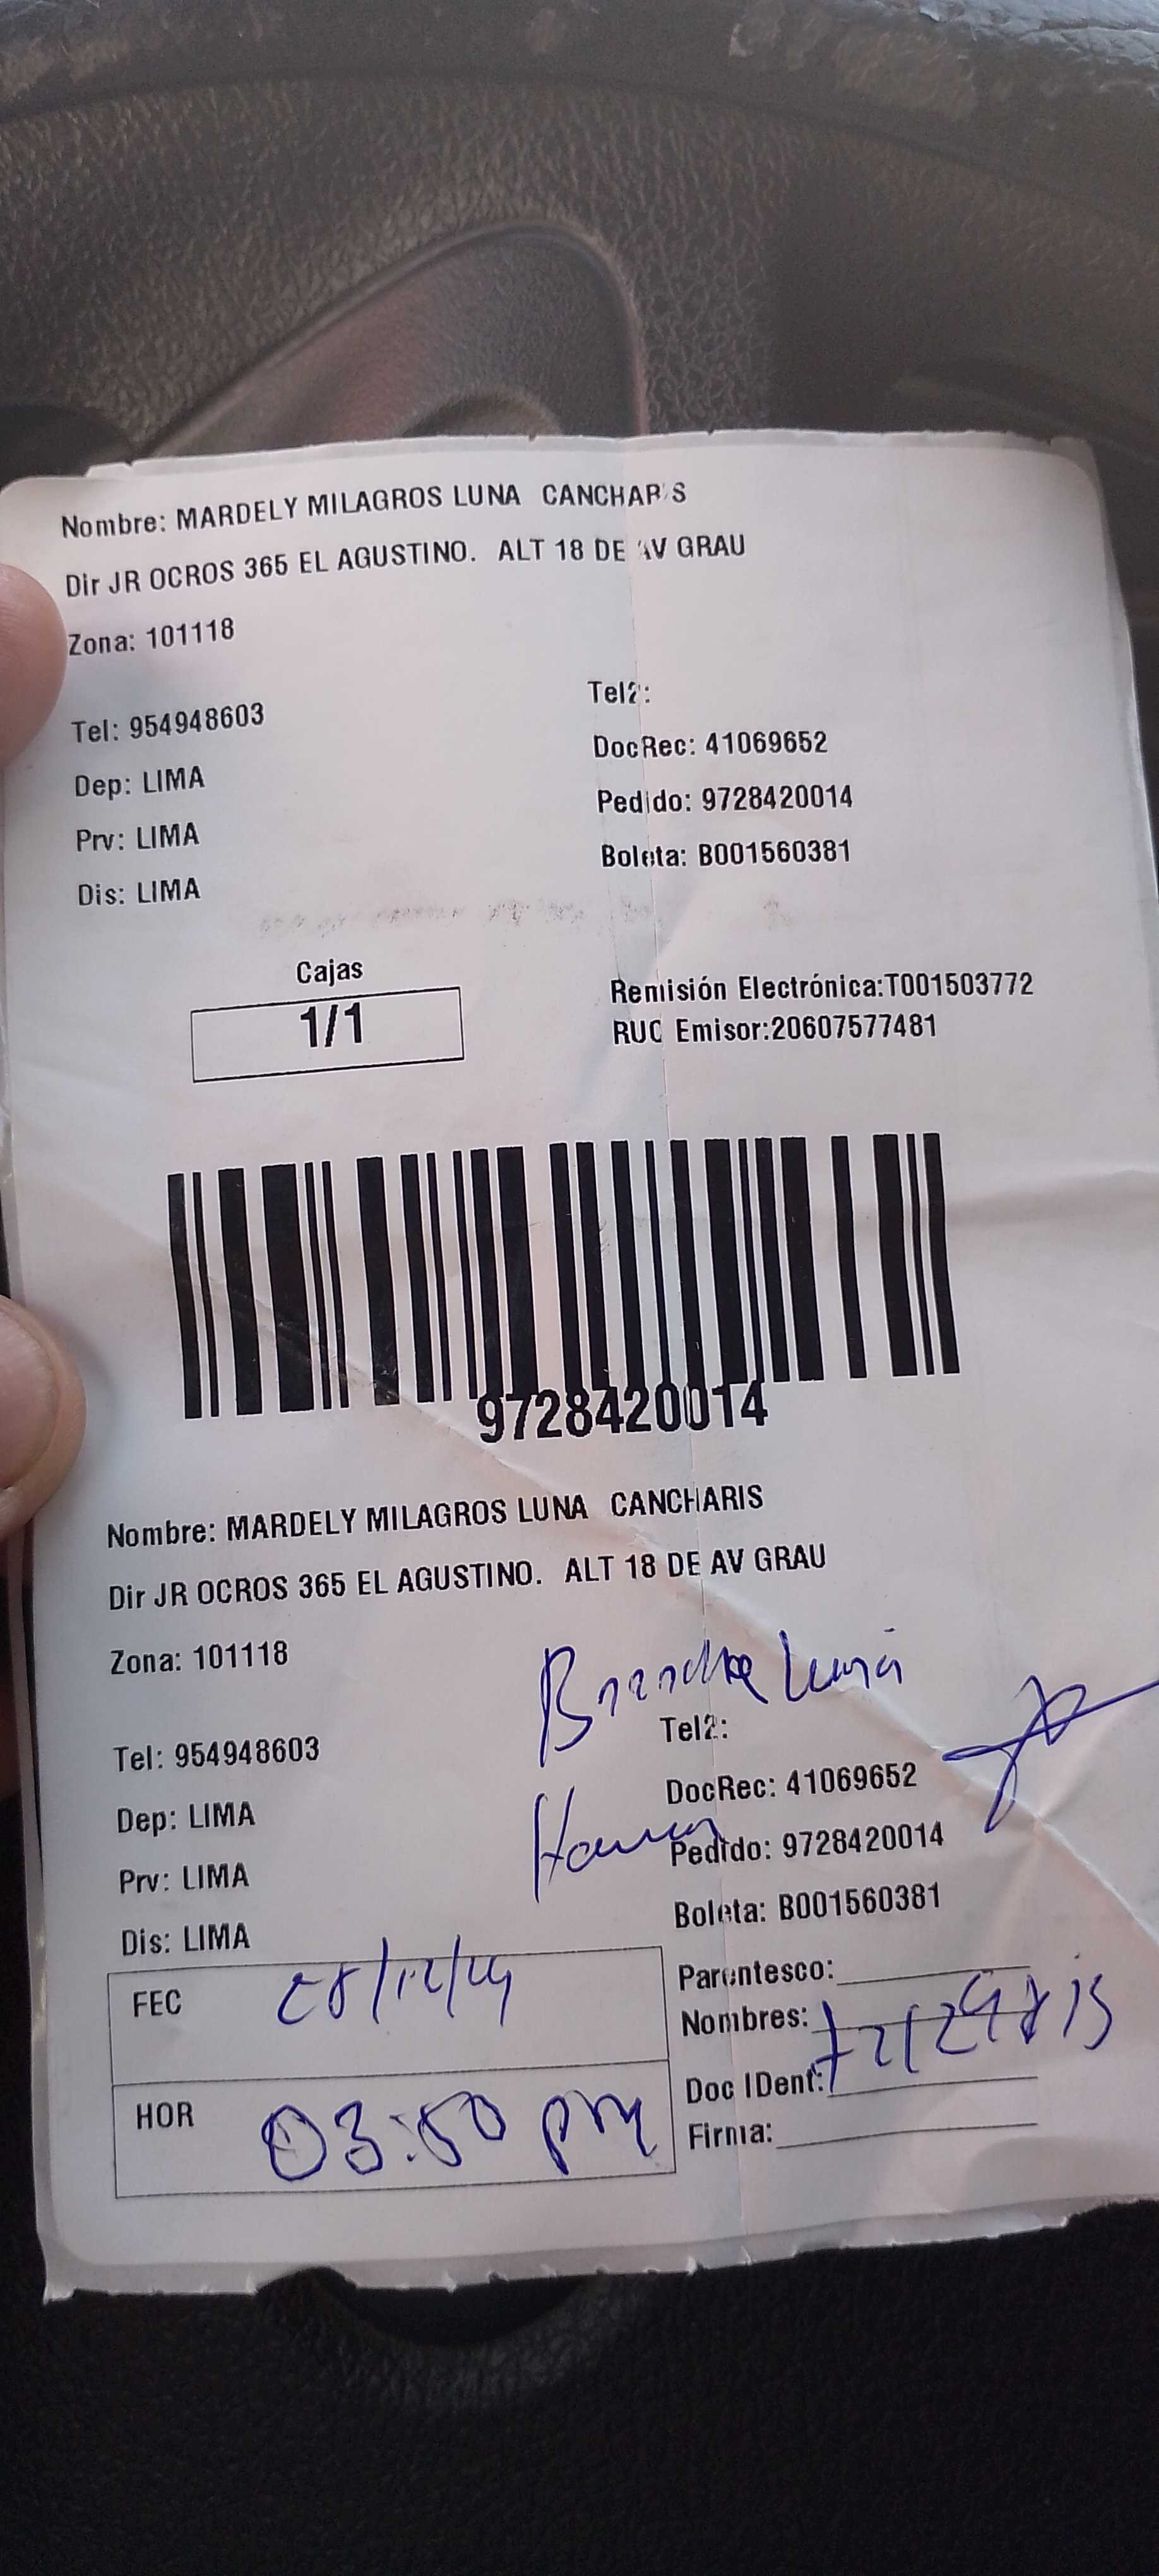 Nombre: MARDELY MILAGROS LUNA CANCHARIS
Dir JR OCROS 365 EL AGUSTINO. ALT 18 DE AV GRAU
Zona: 101118
Tel: 954948603
Tel2:
DocRec: 41069652
Dep: LIMA
Pedido: 9728420014
Prv: LIMA
Boleta: B001560381
Dis: LIMA
Cajas
1/1
Remisión Electrónica:T001503772
RUC Emisor:20607577481
9728420014
Nombre: MARDELY MILAGROS LUNA CANCHARIS
Dir JR OCROS 365 EL AGUSTINO. ALT 18 DE AV GRAU
Zona: 101118
Luna
Tel: 954948603
Tel2:
DocRec: 41069652
Dep: LIMA
Pedido: 9728420014
Prv: LIMA
Boleta: B001560381
Dis: LIMA
FEC
Parentesco:
Nombres:
Doc IDent:
HOR 03:50 pm
Firma: